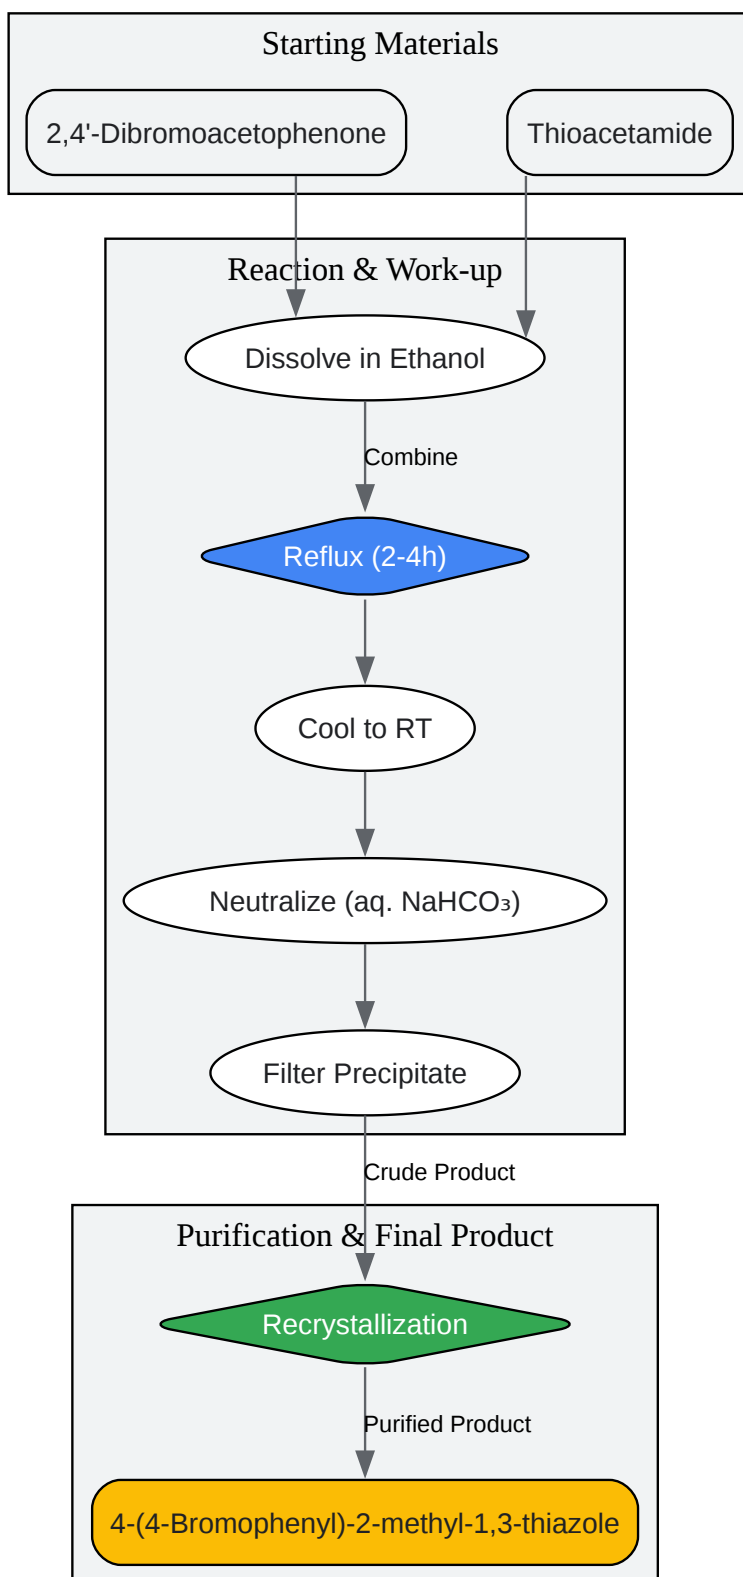 Starting Materials
2,4'-Dibromoacetophenone
Thioacetamide
Reaction & Work-up
Dissolve in Ethanol
Combine
Reflux (2-4h)
Cool to RT
Neutralize (aq. NaHCO₃)
Filter Precipitate
Crude Product
Purification & Final Product
Recrystallization
Purified Product
4-(4-Bromophenyl)-2-methyl-1,3-thiazole